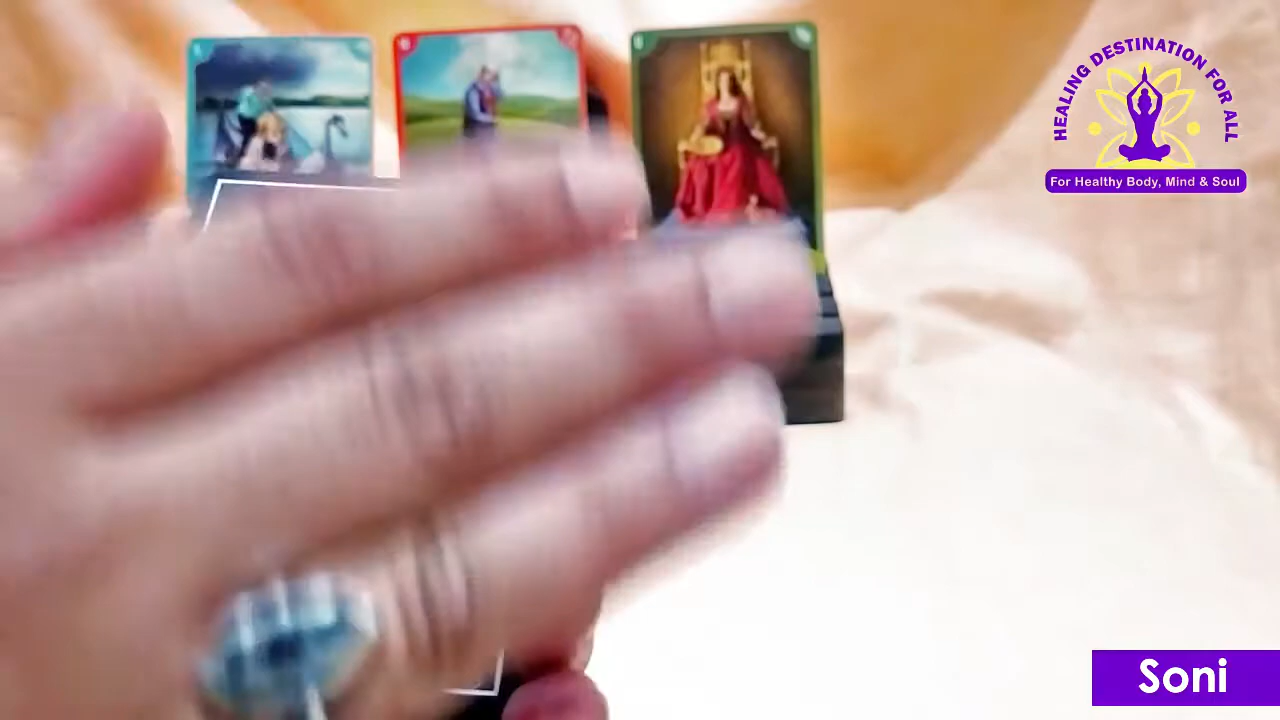 HEALING DESTINATION FOR ALL
For Healthy Body, Mind & Soul
Soni